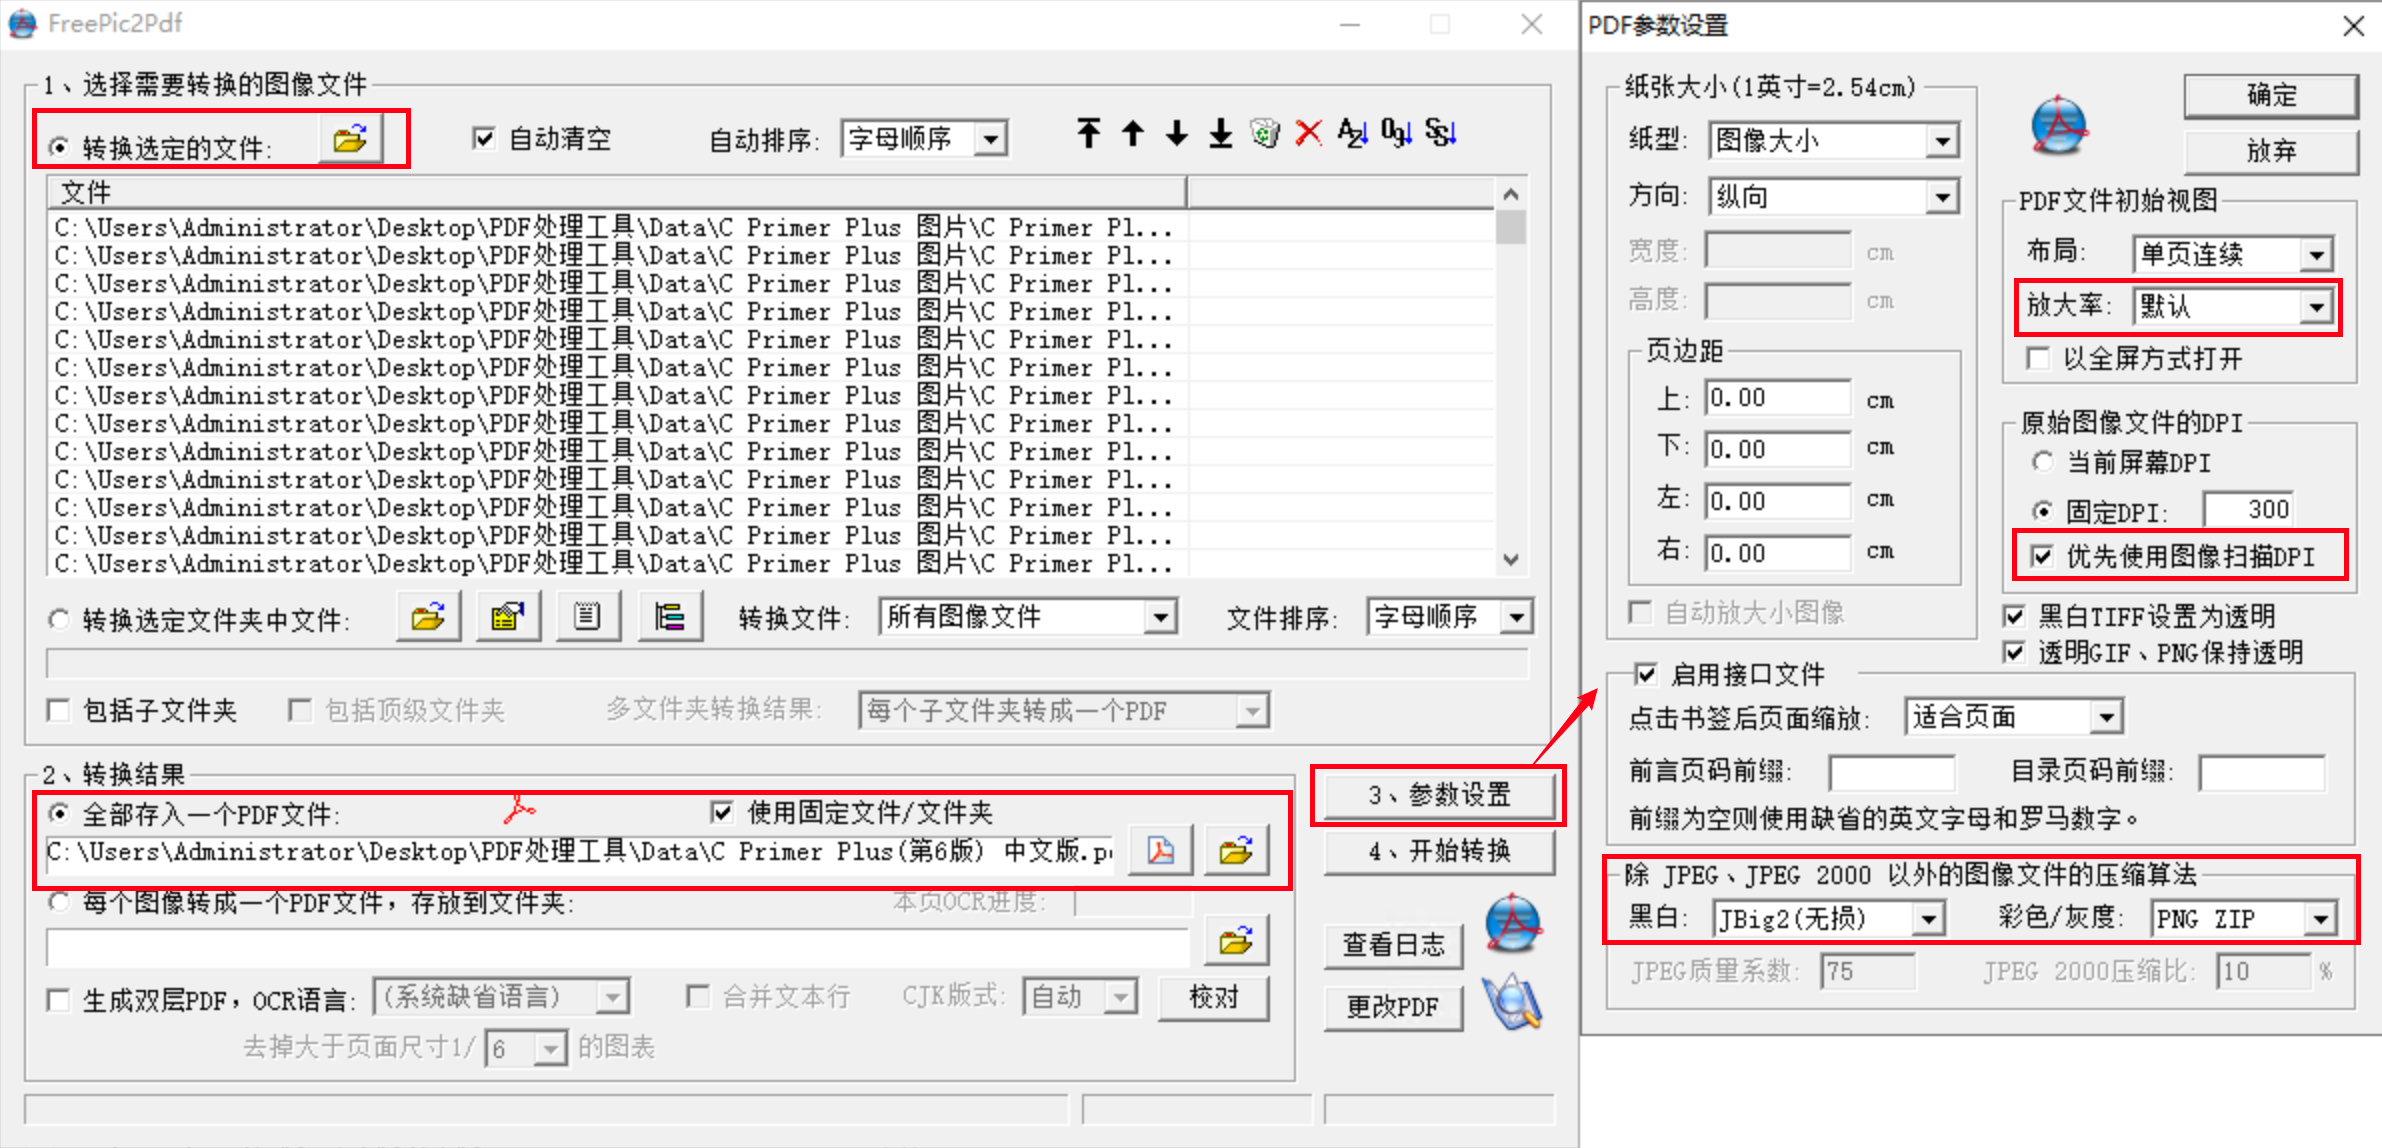 FreePic2Pdf
1、选择需要转换的图像文件
转换选定的文件:
自动清空
自动排序:
字母顺序
文件
C:\Users\Administrator\Desktop\PDF处理工具\Data\C Primer Plus 图片\C Primer Pl...
C:\Users\Administrator\Desktop\PDF处理工具\Data\C Primer Plus 图片\C Primer Pl...
C:\Users\Administrator\Desktop\PDF处理工具\Data\C Primer Plus 图片\C Primer Pl...
C:\Users\Administrator\Desktop\PDF处理工具\Data\C Primer Plus 图片\C Primer Pl...
C:\Users\Administrator\Desktop\PDF处理工具\Data\C Primer Plus 图片\C Primer Pl...
C:\Users\Administrator\Desktop\PDF处理工具\Data\C Primer Plus 图片\C Primer Pl...
C:\Users\Administrator\Desktop\PDF处理工具\Data\C Primer Plus 图片\C Primer Pl...
C:\Users\Administrator\Desktop\PDF处理工具\Data\C Primer Plus 图片\C Primer Pl...
C:\Users\Administrator\Desktop\PDF处理工具\Data\C Primer Plus 图片\C Primer Pl...
C:\Users\Administrator\Desktop\PDF处理工具\Data\C Primer Plus 图片\C Primer Pl...
C:\Users\Administrator\Desktop\PDF处理工具\Data\C Primer Plus 图片\C Primer Pl...
C:\Users\Administrator\Desktop\PDF处理工具\Data\C Primer Plus 图片\C Primer Pl...
C:\Users\Administrator\Desktop\PDF处理工具\Data\C Primer Plus 图片\C Primer Pl...
转换选定文件夹中文件:
转换文件:
所有图像文件
文件排序:
字母顺序
包括子文件夹
包括顶级文件夹
多文件夹转换结果:
每个子文件夹转成一个PDF
2、转换结果
全部存入一个PDF文件:
使用固定文件/文件夹
C:\Users\Administrator\Desktop\PDF处理工具\Data\C Primer Plus(第6版) 中文版.p
每个图像转成一个PDF文件，存放到文件夹:
本页OCR进度:
生成双层PDF，OCR语言:
(系统缺省语言)
合并文本行
CJK版式:
自动
校对
去掉大于页面尺寸1/
6
的图表
3、参数设置
4、开始转换
查看日志
更改PDF
PDF参数设置
纸张大小(1英寸=2.54cm)
纸型:
图像大小
方向:
纵向
宽度:
cm
高度:
cm
页边距
上:
0.00
cm
下:
0.00
cm
左:
0.00
cm
右:
0.00
cm
自动放大小图像
确定
放弃
PDF文件初始视图
布局:
单页连续
放大率:
默认
以全屏方式打开
原始图像文件的DPI
当前屏幕DPI
固定DPI:
300
优先使用图像扫描DPI
黑白TIFF设置为透明
透明GIF、PNG保持透明
启用接口文件
点击书签后页面缩放:
适合页面
前言页码前缀:
目录页码前缀:
前缀为空则使用缺省的英文字母和罗马数字。
除 JPEG、JPEG 2000 以外的图像文件的压缩算法
黑白:
JBig2(无损)
彩色/灰度:
PNG ZIP
JPEG质量系数:
75
JPEG 2000压缩比:
10
%